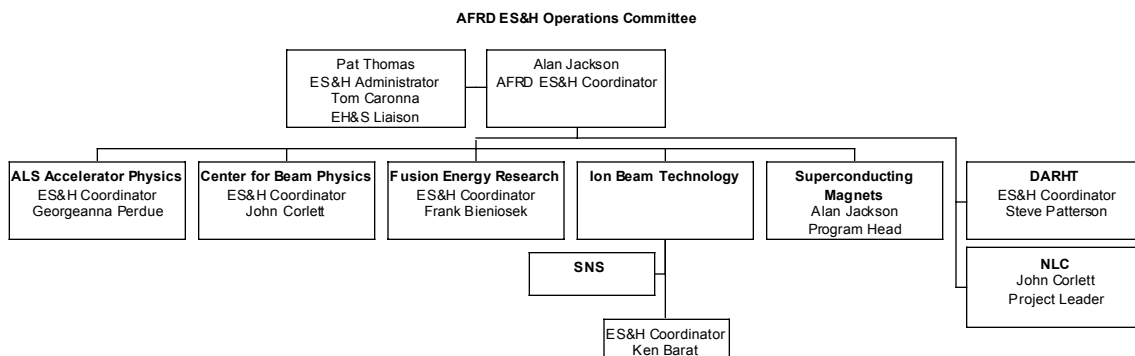 AFRD ES&H Operations Committee
Pat Thomas
ES&H Administrator
Tom Caronna
EH&S Liaison
Alan Jackson
AFRD ES&H Coordinator
ALS Accelerator Physics
ES&H Coordinator
Georgeanna Perdue
Center for Beam Physics
ES&H Coordinator
John Corlett
Fusion Energy Research
ES&H Coordinator
Frank Bieniosek
Ion Beam Technology
Superconducting
Magnets
Alan Jackson
Program Head
DARHT
ES&H Coordinator
Steve Patterson
SNS
NLC
John Corlett
Project Leader
ES&H Coordinator
Ken Barat